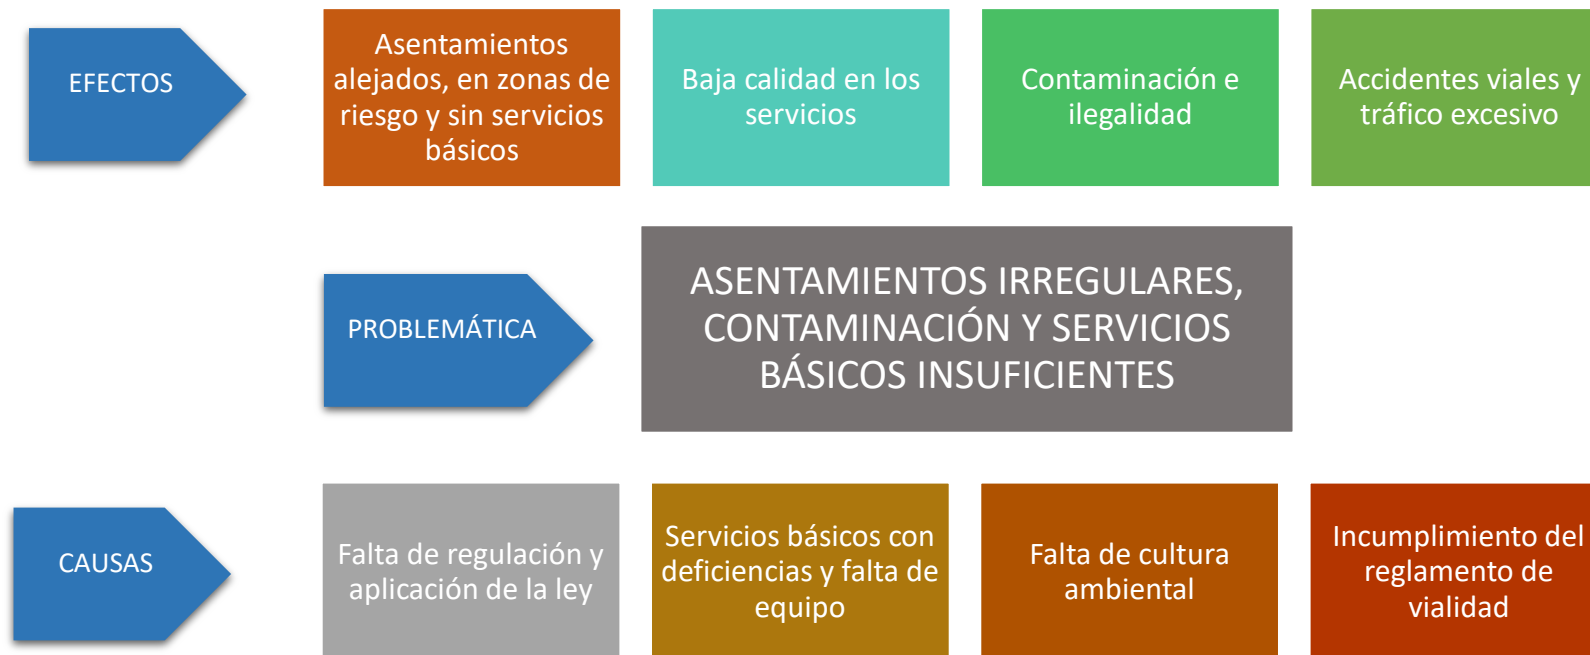 EFECTOS
Asentamientos
alejados, en zonas de
riesgo y sin servicios
básicos
Baja calidad en los
servicios
Contaminación e
ilegalidad
Accidentes viales y
tráfico excesivo
PROBLEMÁTICA
ASENTAMIENTOS IRREGULARES,
CONTAMINACIÓN Y SERVICIOS
BÁSICOS INSUFICIENTES
CAUSAS
Falta de regulación y
aplicación de la ley
Servicios básicos con
deficiencias y falta de
equipo
Falta de cultura
ambiental
Incumplimiento del
reglamento de
vialidad